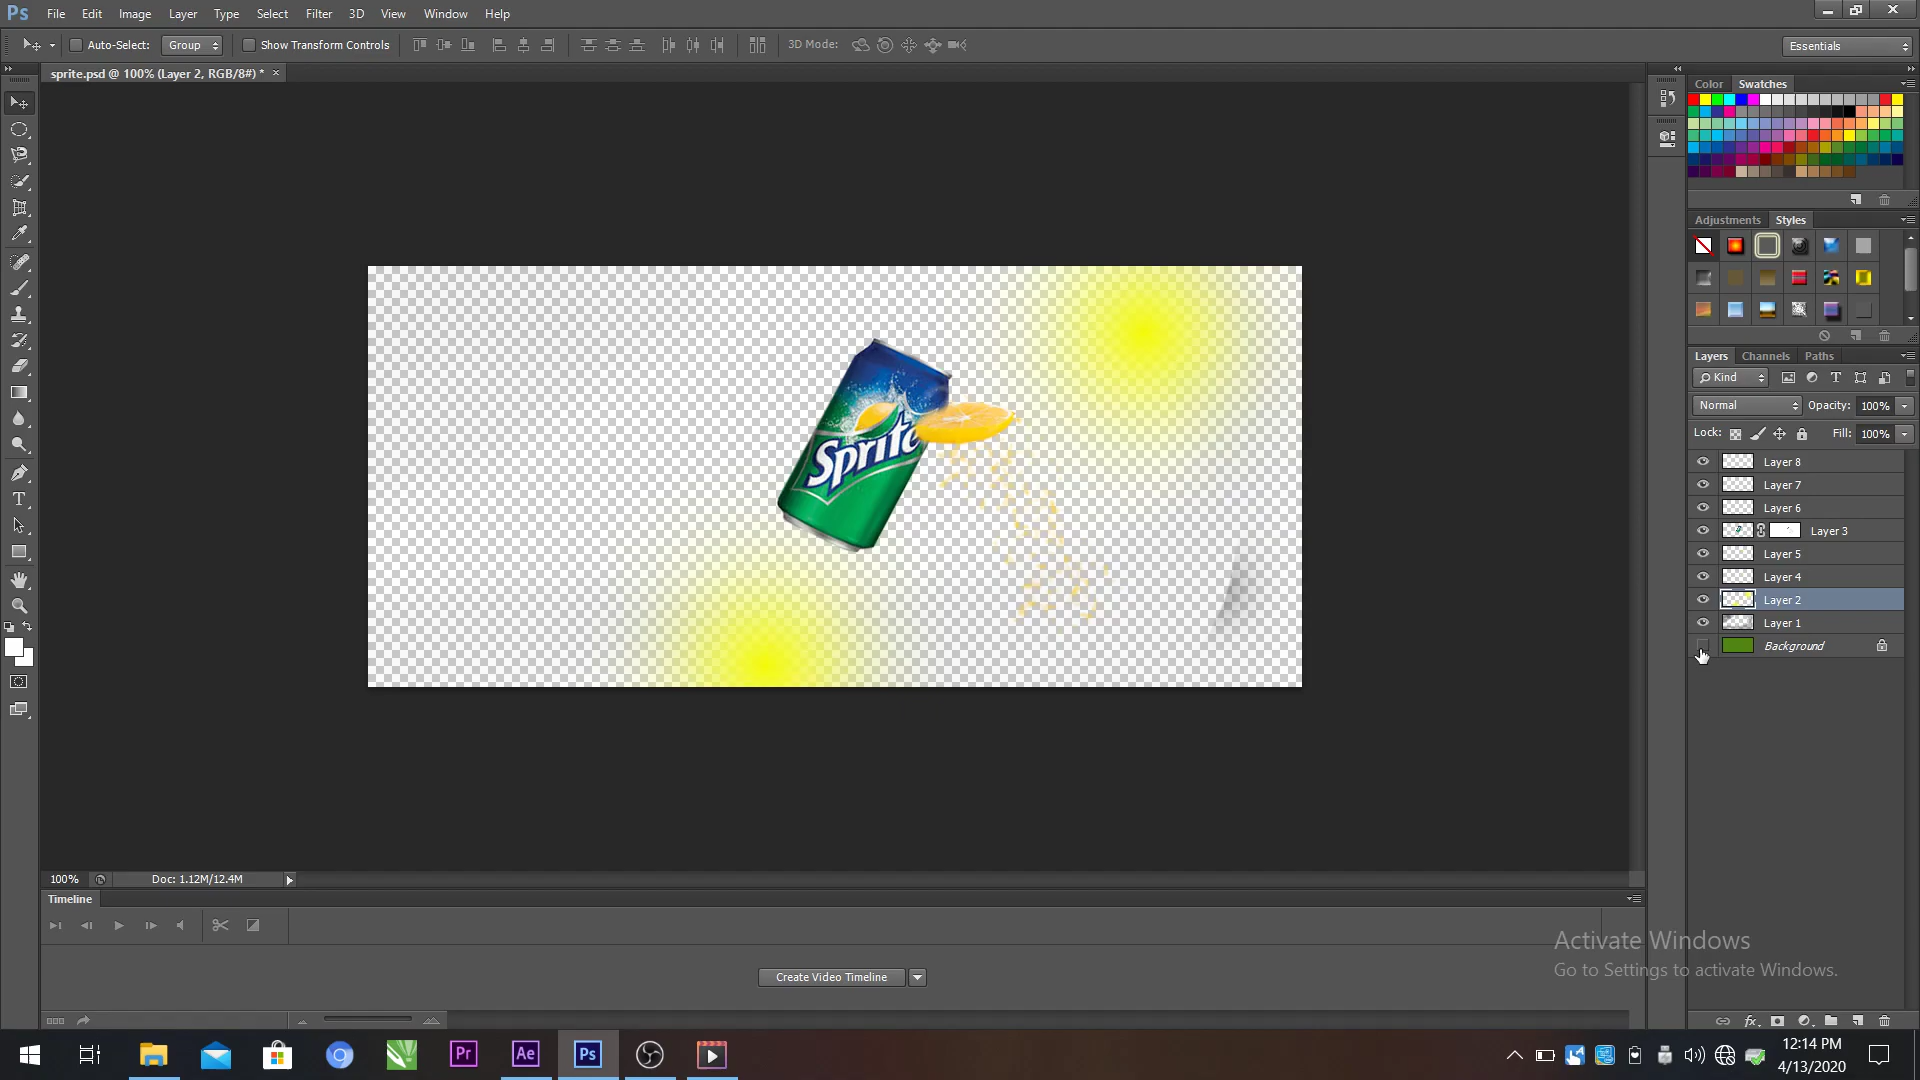 Ps File Edit Image Layer Type Select Filter 3D View Window Help
Auto-Select: Group Show Transform Controls 3D Mode: Essentials
sprite.psd @ 100% (Layer 2, RGB/8#) * ×
Color Swatches
Adjustments Styles
Layers Channels Paths
Kind
Normal Opacity: 100%
Lock: Fill: 100%
Layer 8
Layer 7
Layer 6
Layer 3
Layer 5
Layer 4
Layer 2
Layer 1
Background
Sprite
100% Doc: 1.12M/12.4M
Timeline
Create Video Timeline
Activate Windows
Go to Settings to activate Windows.
fx
Pr Ae Ps
12:14 PM
4/13/2020